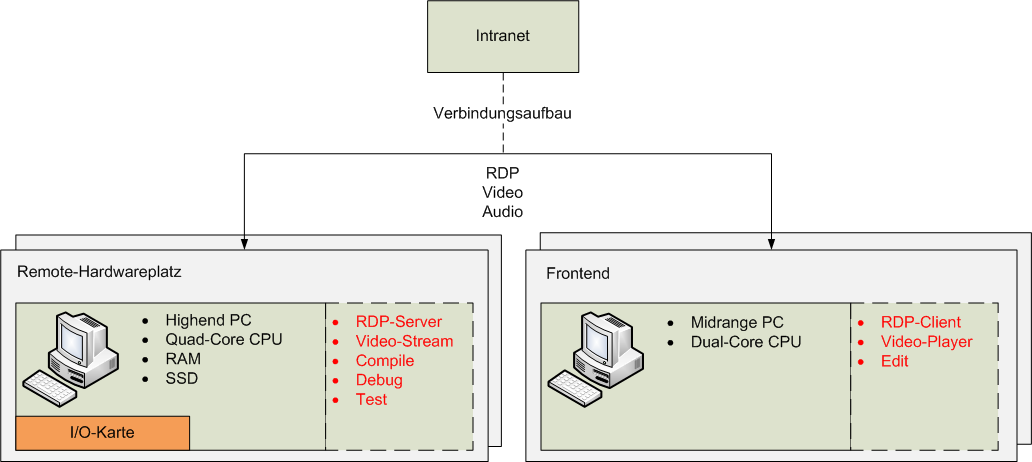 Intranet
Verbindungsaufbau
RDP
Video
Audio
Remote-Hardwareplatz
• Highend PC
• Quad-Core CPU
• RAM
• SSD
• RDP-Server
• Video-Stream
• Compile
• Debug
• Test
I/O-Karte
Frontend
• Midrange PC
• Dual-Core CPU
• RDP-Client
• Video-Player
• Edit